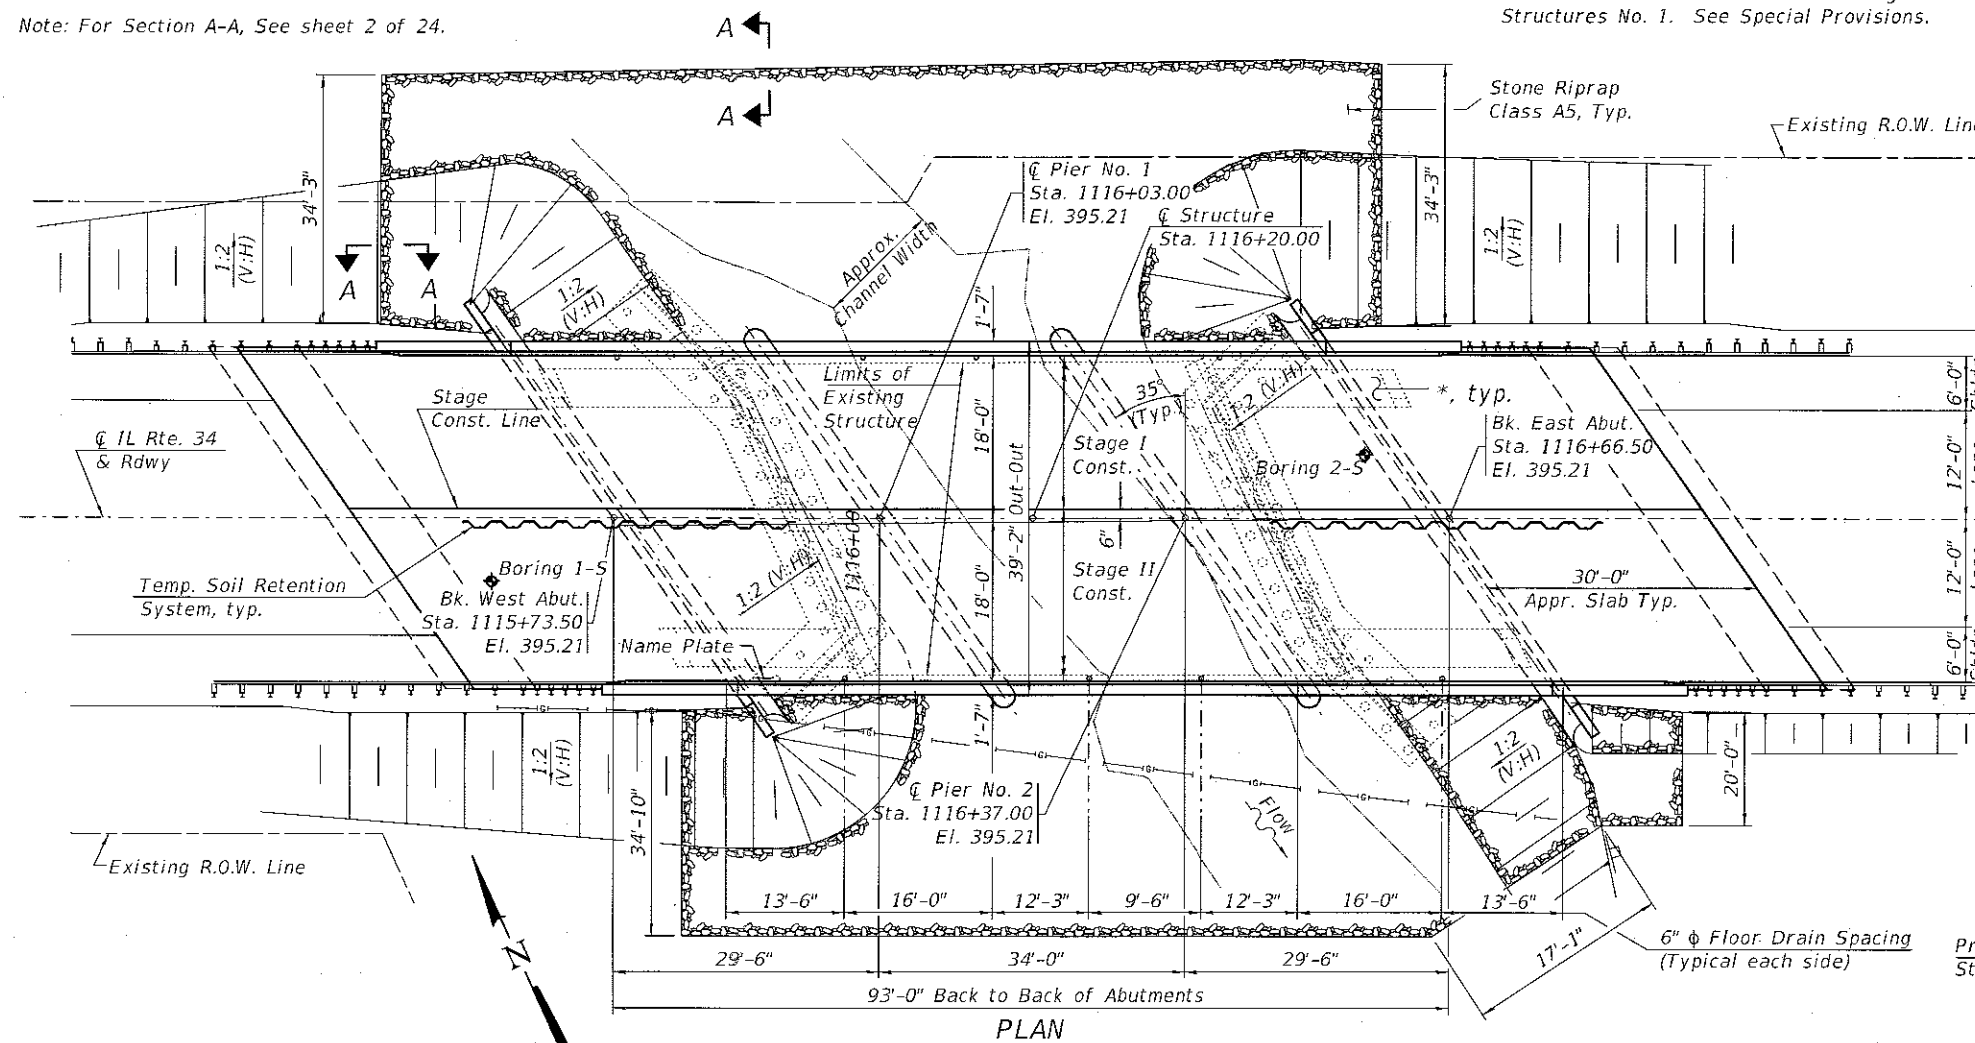 Note: For Section A-A, See sheet 2 of 24.
Structures No. 1. See Special Provisions.
A
A
Stone Riprap
Class A5, Typ.
Existing R.O.W. Line
34'-3"
1:2
(V:H)
A
A
1:2
(V:H)
Approx.
Channel Width
℄ Pier No. 1
Sta. 1116+03.00
El. 395.21
℄ Structure
Sta. 1116+20.00
34'-3"
1:2
(V:H)
1'-7"
Limits of
Existing
Structure
Stage
Const. Line
℄ IL Rte. 34
& Rdwy
18'-0"
35°
(Typ.)
1:2 (V:H)
*, typ.
Stage I
Const.
Boring 2-S
Bk. East Abut.
Sta. 1116+66.50
El. 395.21
6'-0"
12'-0"
12'-0"
6'-0"
39'-2" Out-Out
6"
1116+00
Temp. Soil Retention
System, typ.
Boring 1-S
Bk. West Abut.
Sta. 1115+73.50
El. 395.21
1:2 (V:H)
Name Plate
18'-0"
Stage II
Const.
30'-0"
Appr. Slab Typ.
1'-7"
1:2
(V:H)
34'-10"
℄ Pier No. 2
Sta. 1116+37.00
El. 395.21
Flow
1:2
(V:H)
20'-0"
Existing R.O.W. Line
13'-6"
16'-0"
12'-3"
9'-6"
12'-3"
16'-0"
13'-6"
17'-1"
6" ϕ Floor Drain Spacing
(Typical each side)
N
29'-6"
34'-0"
29'-6"
93'-0" Back to Back of Abutments
PLAN